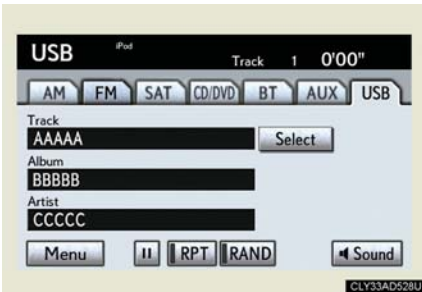 USB iPod Track 1 0'00"
AM FM SAT CD/DVD BT AUX USB
Track
AAAAA Select
Album
BBBBB
Artist
CCCCC
Menu II RPT RAND Sound
CLY33AD528U